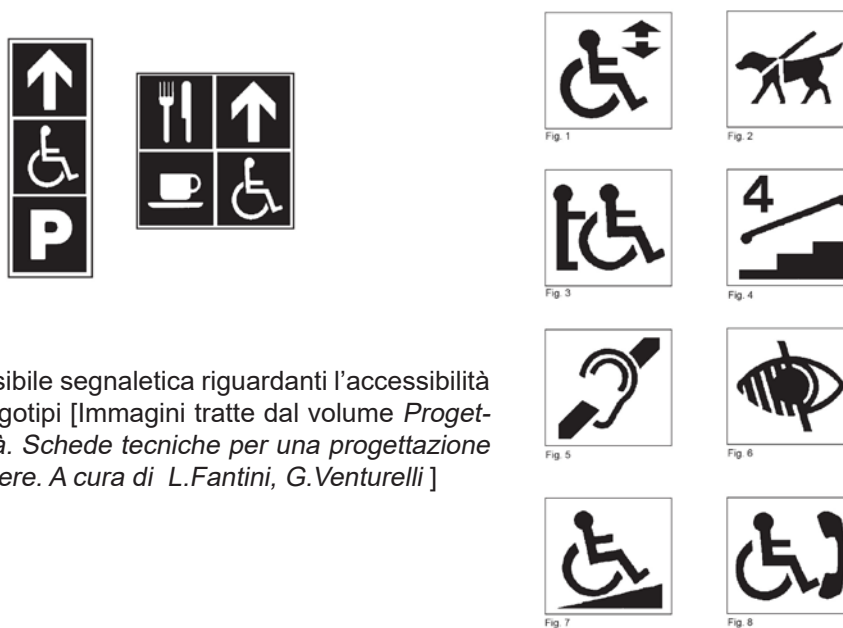 P
Fig. 1
Fig. 2
Fig. 3
4
Fig. 4
sibile segnaletica riguardanti l’accessibilità
gotipi [Immagini tratte dal volume Proget-
à. Schede tecniche per una progettazione
ere. A cura di L.Fantini, G.Venturelli ]
Fig. 5
Fig. 6
Fig. 7
Fig. 8